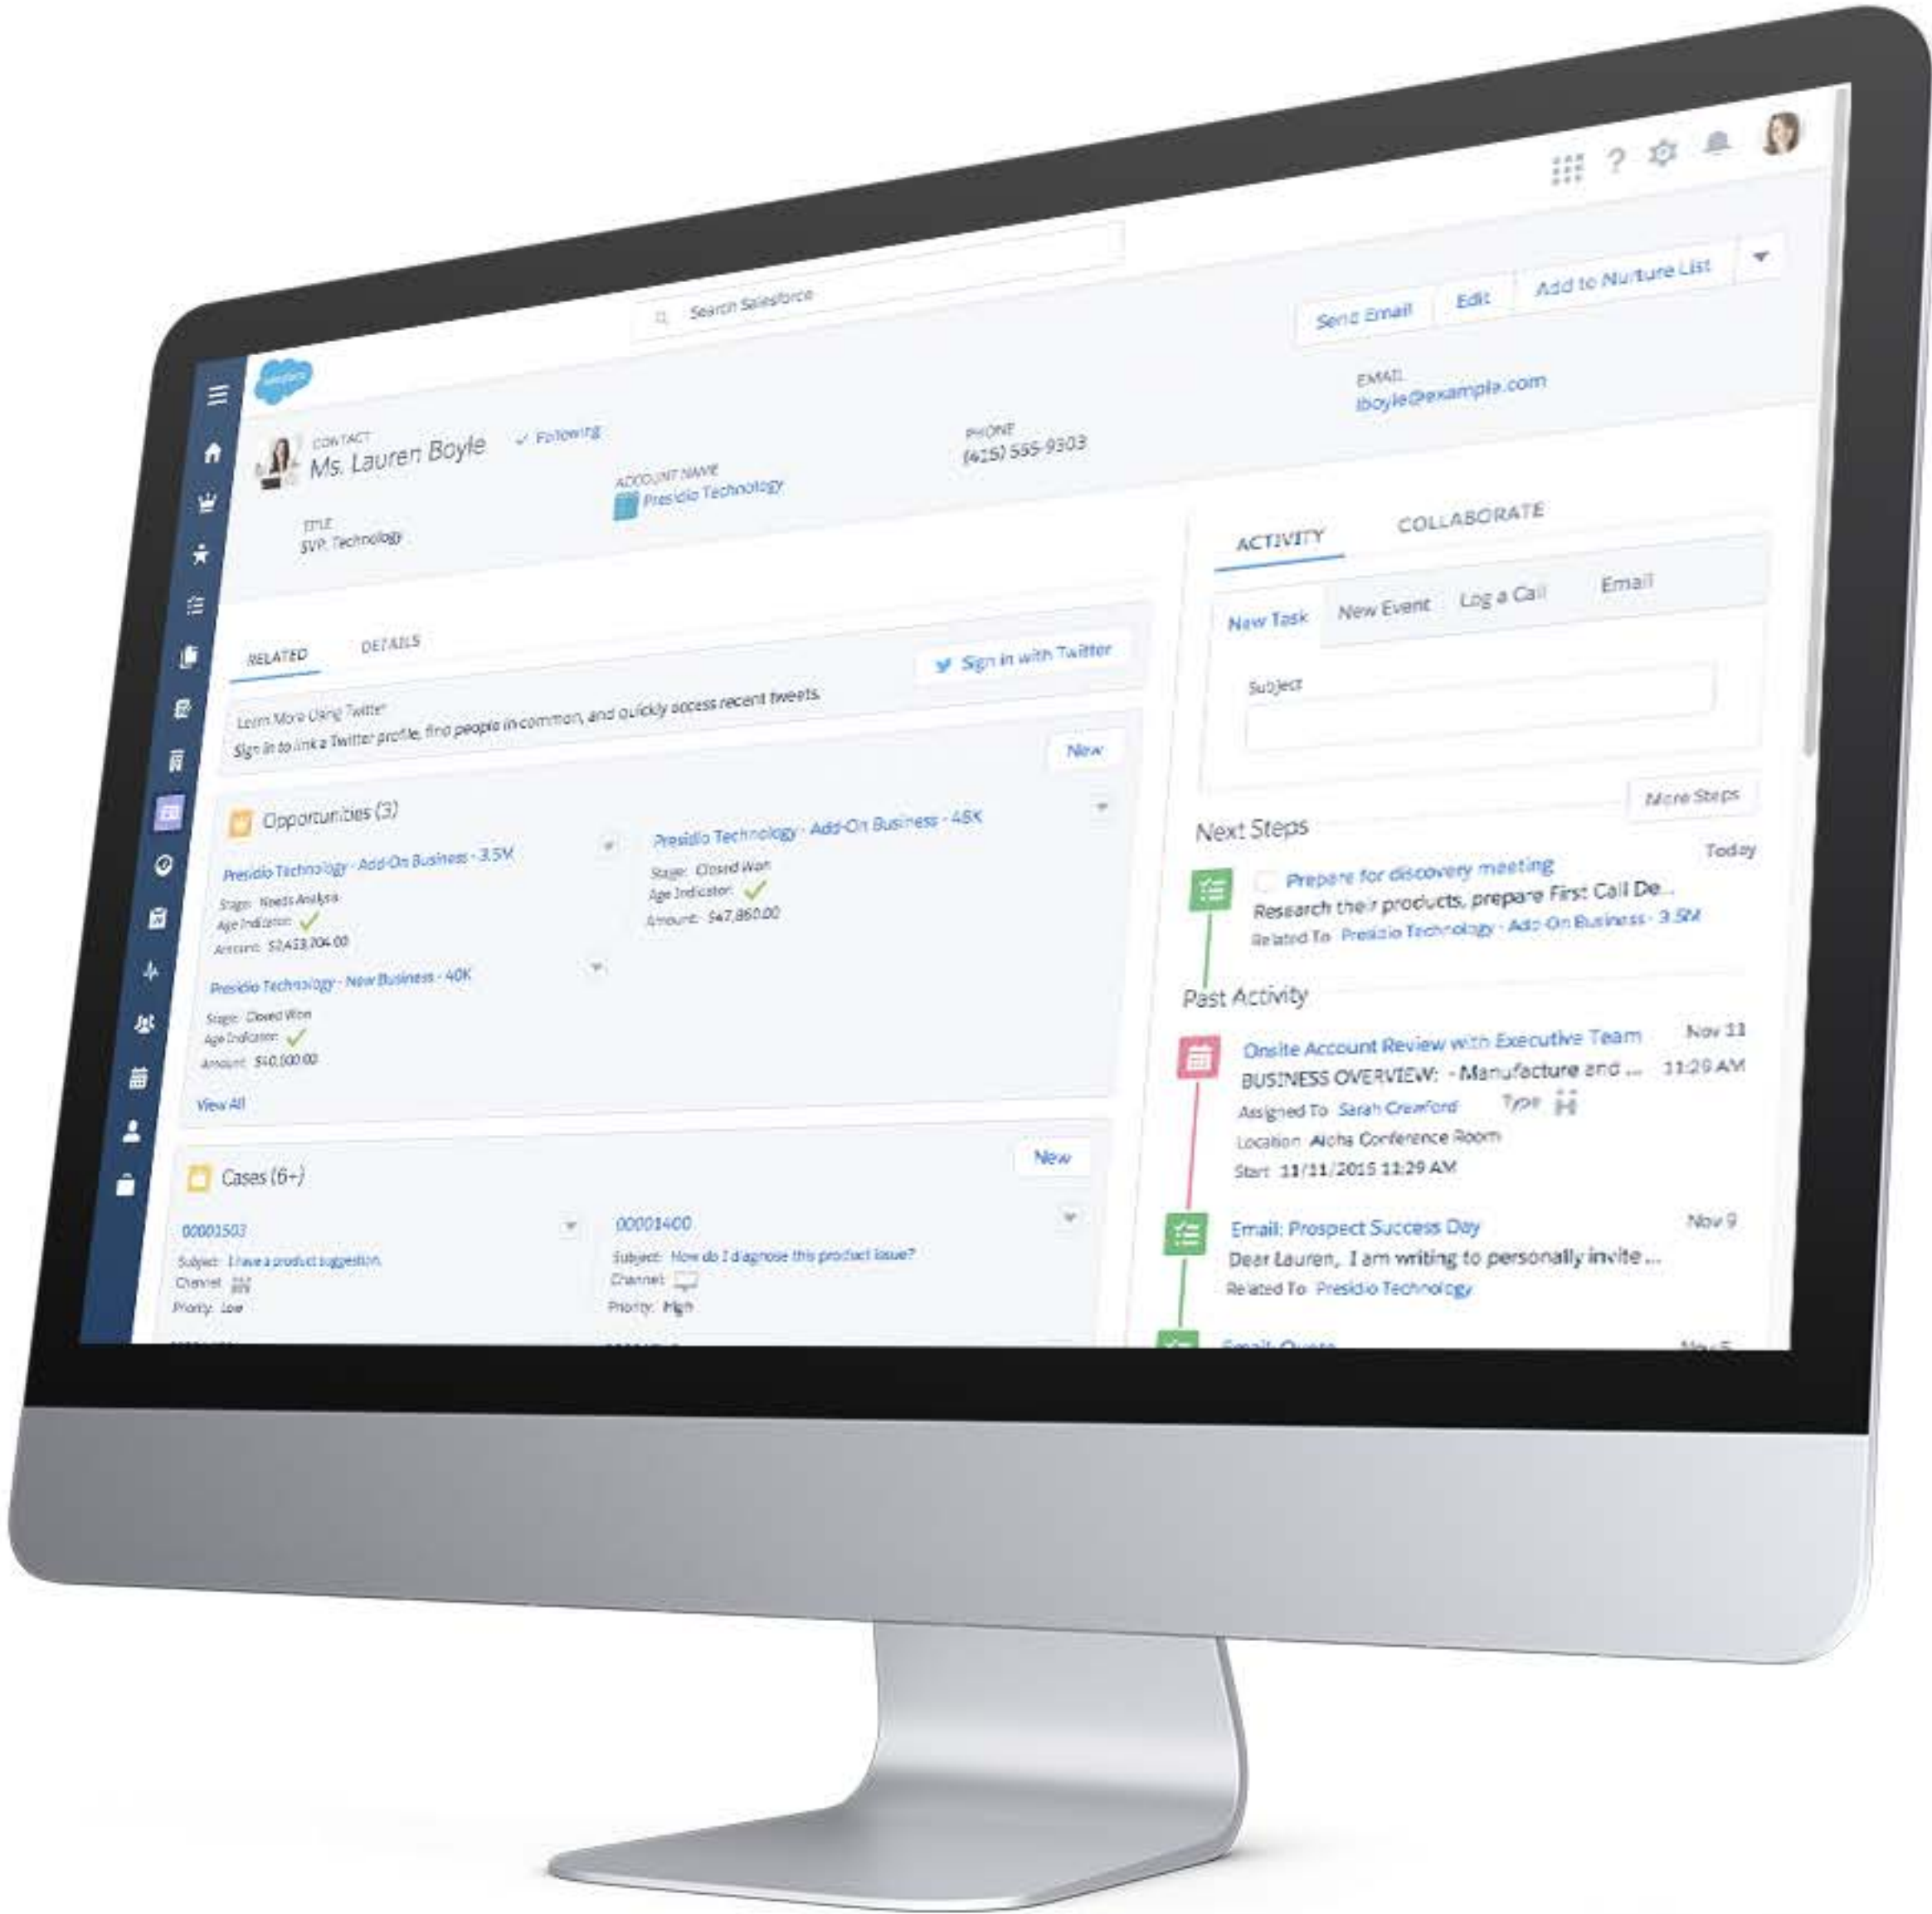 salesforce
Search Salesforce
Send Email
Edit
Add to Nurture List
CONTACT
Ms. Lauren Boyle
Following
TITLE
SVP, Technology
ACCOUNT NAME
Presidio Technology
PHONE
(415) 555-9303
EMAIL
lboyle@example.com
RELATED
DETAILS
Learn More Using Twitter
Sign in to link a Twitter profile, find people in common, and quickly access recent tweets.
Sign in with Twitter
Opportunities (3)
New
Presidio Technology - Add-On Business - 3.5M
Stage: Needs Analysis
Age Indicator:
Amount:
Presidio Technology - Add-On Business - 48K
Stage: Closed Won
Age Indicator:
Amount: $47,860.00
Presidio Technology - New Business - 40K
Stage: Closed Won
Age Indicator:
Amount: $40,000.00
View All
Cases (6+)
New
00001503
Subject: I have a product suggestion.
Channel:
Priority: Low
00001400
Subject: How do I diagnose this product issue?
Channel:
Priority: High
ACTIVITY
COLLABORATE
New Task
New Event
Log a Call
Email
Subject
Next Steps
More Steps
Prepare for discovery meeting
Today
Research their products, prepare First Call De...
Related To Presidio Technology - Add-On Business - 3.5M
Past Activity
Onsite Account Review with Executive Team
Nov 11
BUSINESS OVERVIEW: - Manufacture and ...
11:29 AM
Assigned To Sarah Crawford
Type
Location Aloha Conference Room
Start 11/11/2015 11:29 AM
Email: Prospect Success Day
Nov 9
Dear Lauren, I am writing to personally invite ...
Related To Presidio Technology
Email: Quote
Nov 5